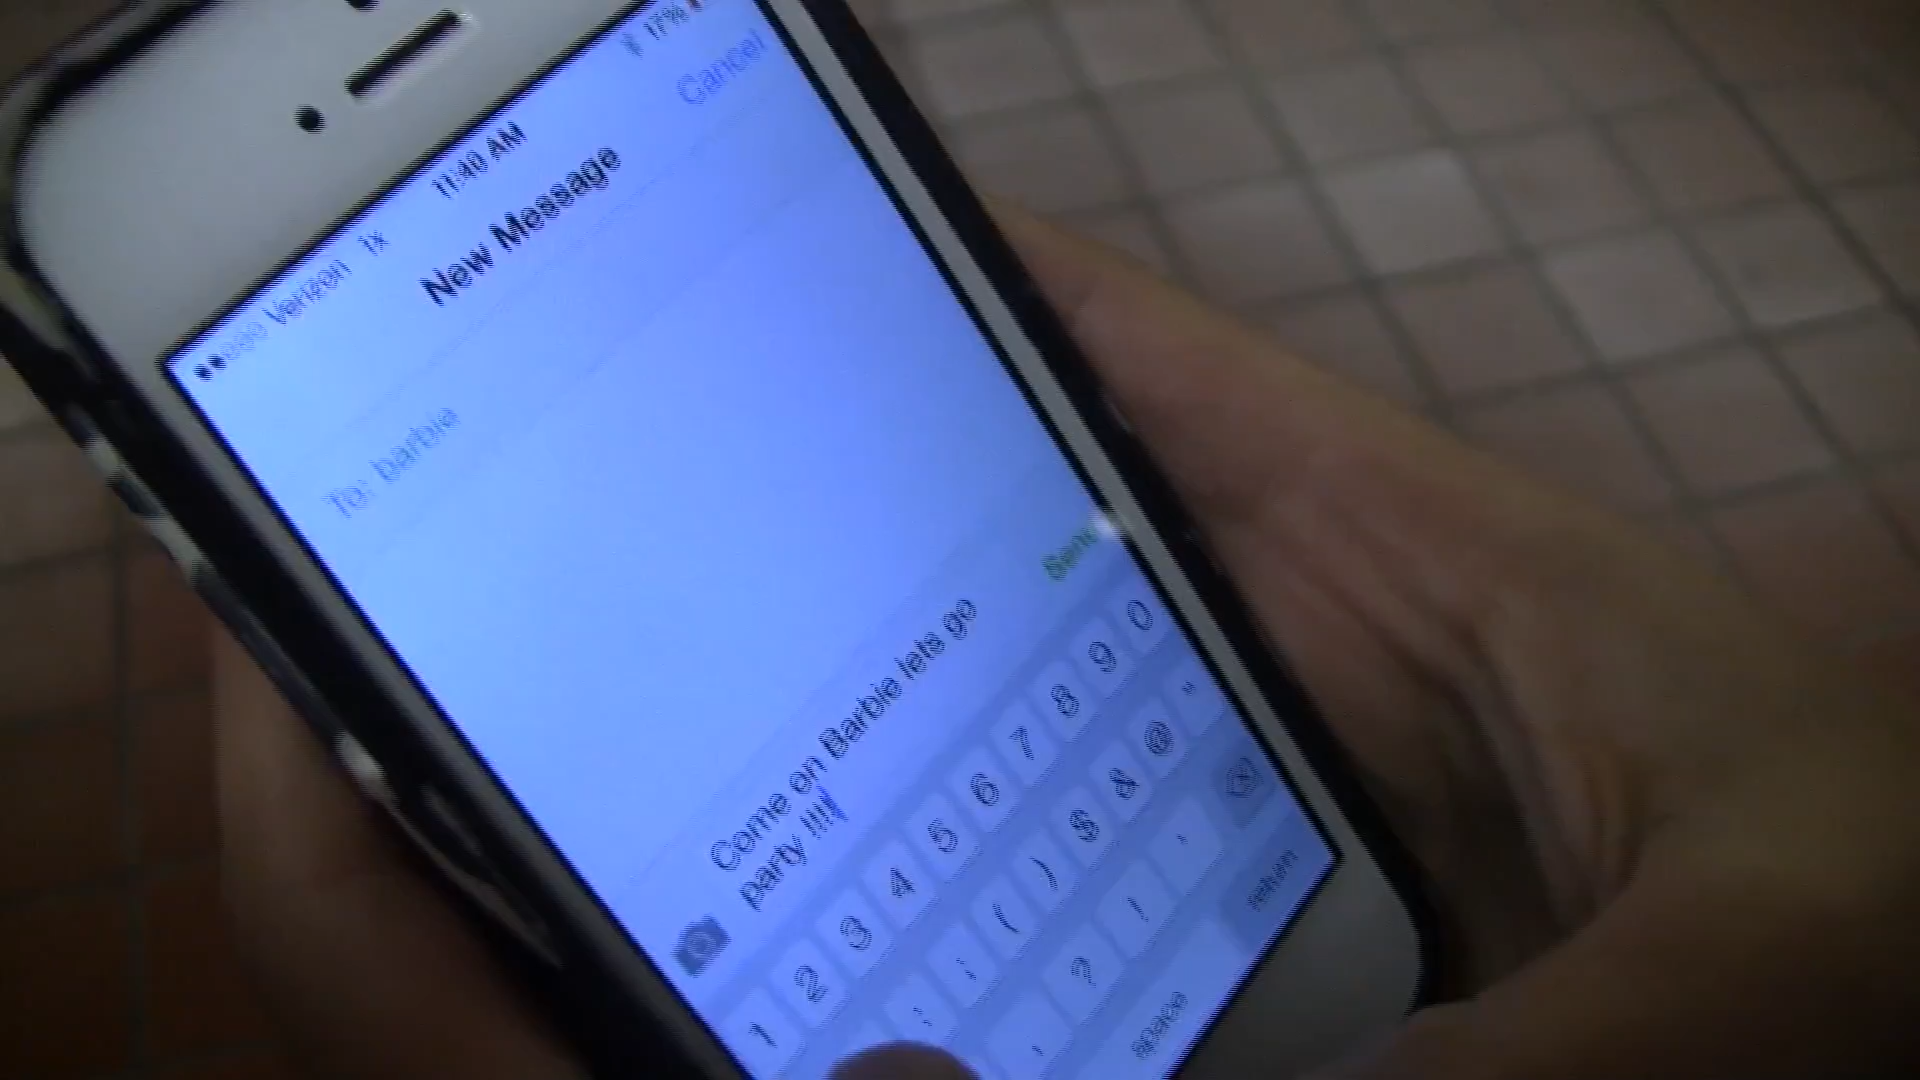 Verizon 1x 11:40 AM 17%
New Message Cancel
To: barbie
Come on Barbie lets go
party !!!!
Send
1 2 3 4 5 6 7 8 9 0
: ; ( ) $ & @ "
, ? ! '
space return